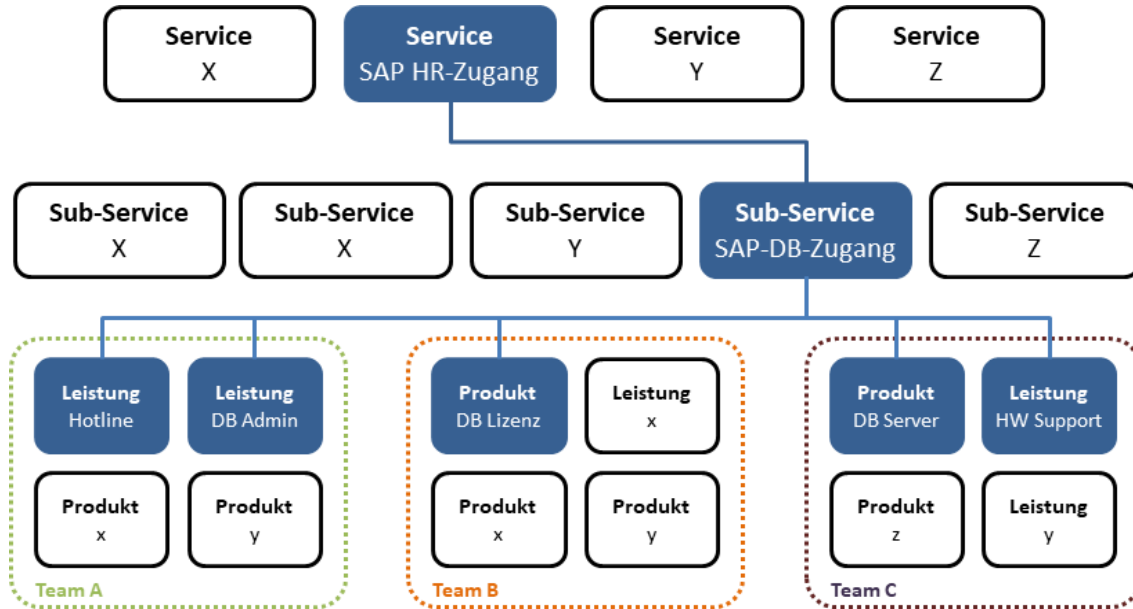 Service
X
Service
SAP HR-Zugang
Service
Y
Service
Z
Sub-Service
X
Sub-Service
X
Sub-Service
Y
Sub-Service
SAP-DB-Zugang
Sub-Service
Z
Leistung
Hotline
Leistung
DB Admin
Produkt
x
Produkt
y
Team A
Produkt
DB Lizenz
Leistung
x
Produkt
x
Produkt
y
Team B
Produkt
DB Server
Leistung
HW Support
Produkt
z
Leistung
y
Team C